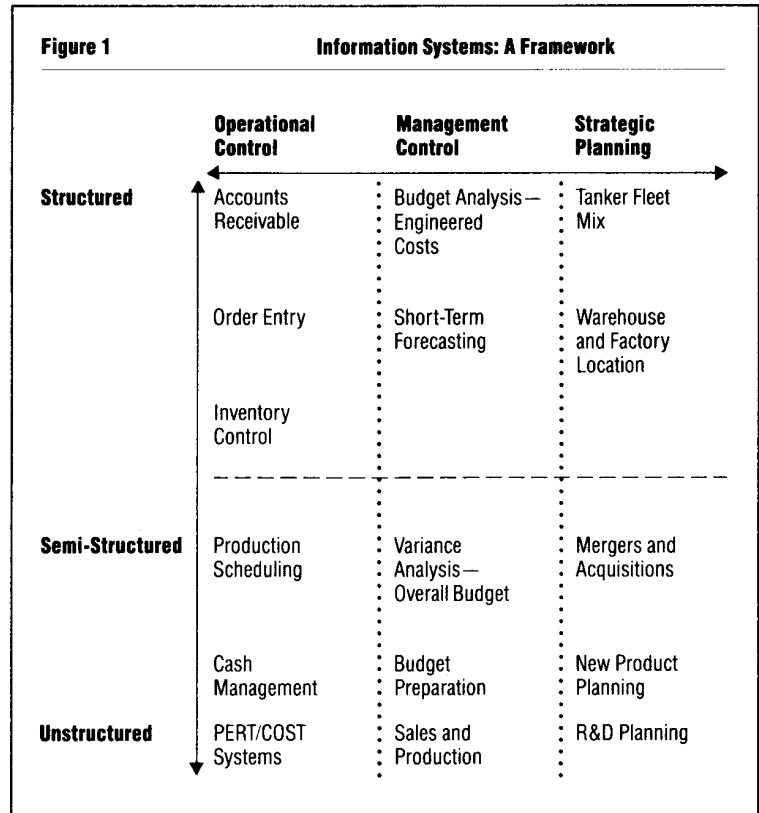 Figure 1 Information Systems: A Framework
Operational Control Management Control Strategic Planning
Structured Accounts Receivable Budget Analysis— Engineered Costs Tanker Fleet Mix
Order Entry Short-Term Forecasting Warehouse and Factory Location
Inventory Control
Semi-Structured Production Scheduling Variance Analysis— Overall Budget Mergers and Acquisitions
Cash Management Budget Preparation New Product Planning
Unstructured PERT/COST Systems Sales and Production R&D Planning